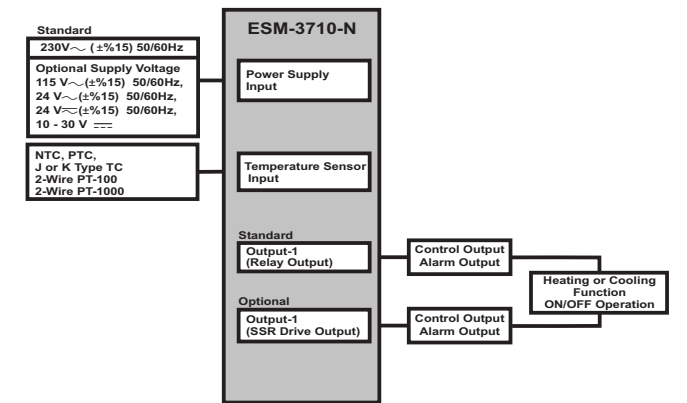 Standard
230V～ (±%15) 50/60Hz
Optional Supply Voltage
115 V～(±%15) 50/60Hz,
24 V～(±%15) 50/60Hz,
24 V⏦(±%15) 50/60Hz,
10 - 30 V ⎓
NTC, PTC,
J or K Type TC
2-Wire PT-100
2-Wire PT-1000
ESM-3710-N
Power Supply
Input
Temperature Sensor
Input
Standard
Output-1
(Relay Output)
Optional
Output-1
(SSR Drive Output)
Control Output
Alarm Output
Control Output
Alarm Output
Heating or Cooling
Function
ON/OFF Operation